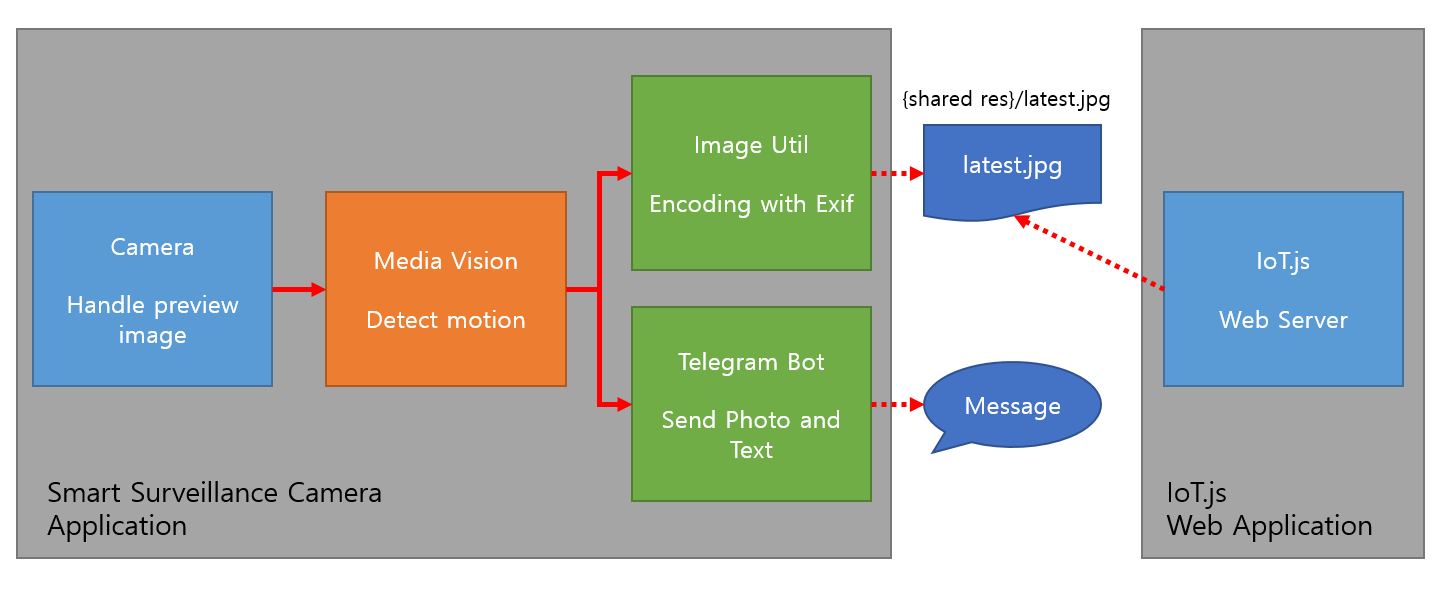 Camera
Handle preview
image
Media Vision
Detect motion
Image Util
Encoding with Exif
Telegram Bot
Send Photo and
Text
Smart Surveillance Camera
Application
{shared res}/latest.jpg
latest.jpg
Message
IoT.js
Web Server
IoT.js
Web Application